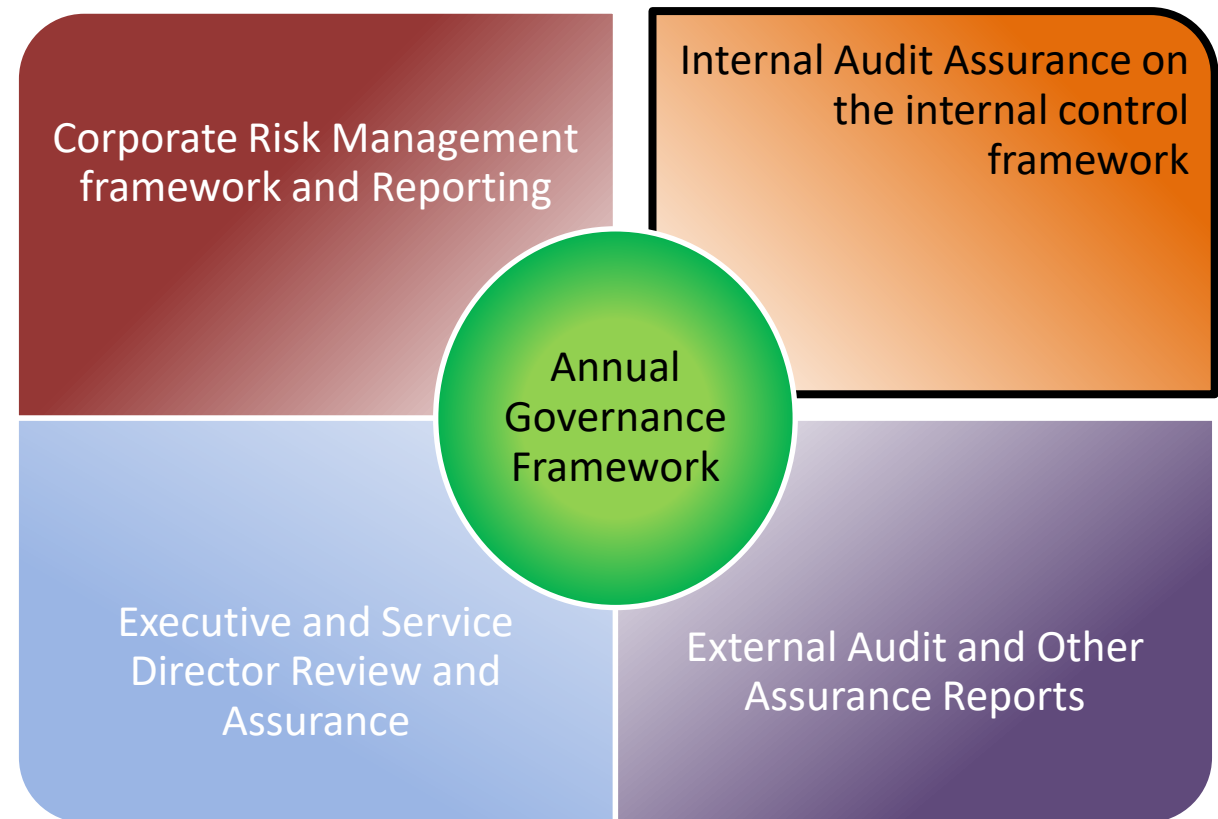 Corporate Risk Management
framework and Reporting
Internal Audit Assurance on
the internal control
framework
Annual
Governance
Framework
Executive and Service
Director Review and
Assurance
External Audit and Other
Assurance Reports